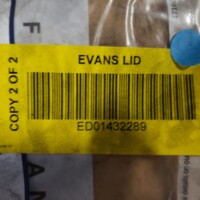 EVANS LID
COPY 2 OF 2
ED01432289
F
A N